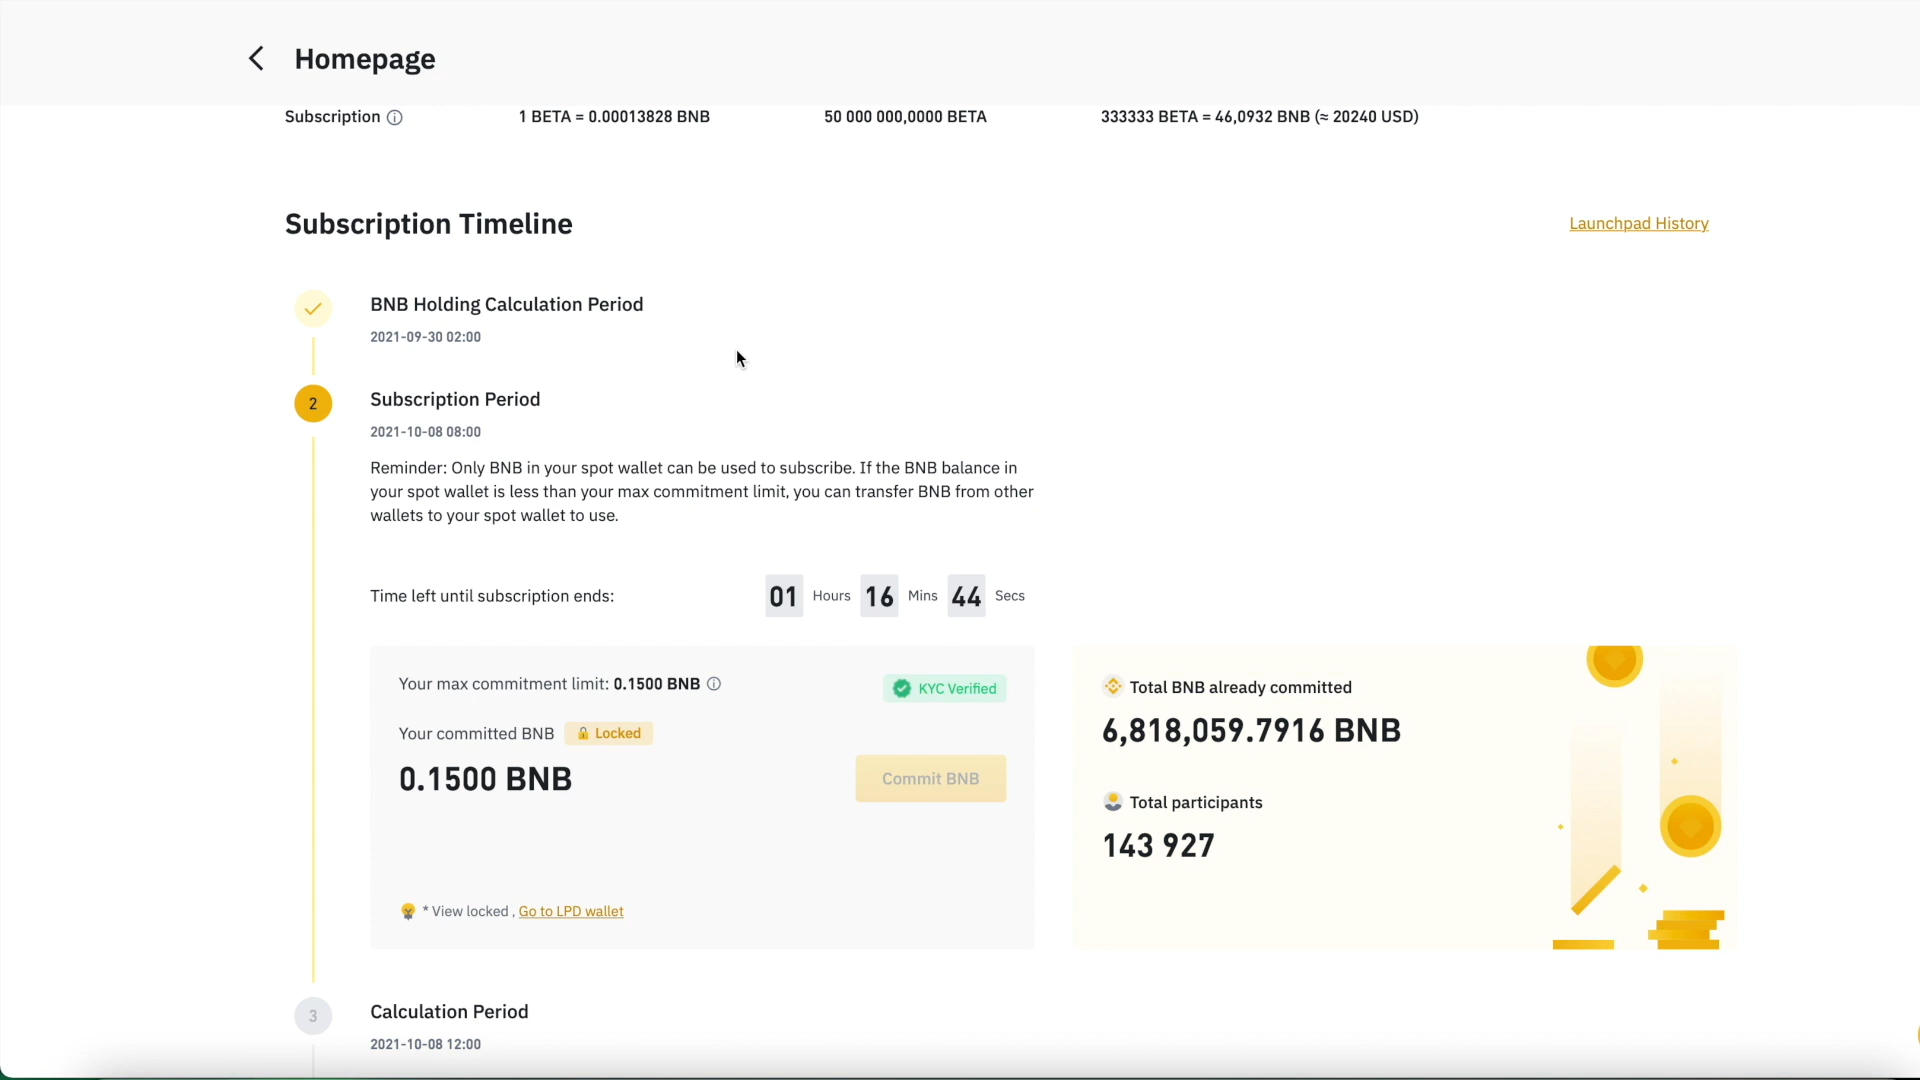 Homepage
Subscription 1 BETA = 0.00013828 BNB 50 000 000,0000 BETA 333333 BETA = 46,0932 BNB (≈ 20240 USD)
Subscription Timeline Launchpad History
BNB Holding Calculation Period
2021-09-30 02:00
2 Subscription Period
2021-10-08 08:00
Reminder: Only BNB in your spot wallet can be used to subscribe. If the BNB balance in
your spot wallet is less than your max commitment limit, you can transfer BNB from other
wallets to your spot wallet to use.
Time left until subscription ends: 01 Hours 16 Mins 44 Secs
Your max commitment limit: 0.1500 BNB KYC Verified
Your committed BNB Locked
0.1500 BNB Commit BNB
* View locked , Go to LPD wallet
Total BNB already committed
6,818,059.7916 BNB
Total participants
143 927
3 Calculation Period
2021-10-08 12:00